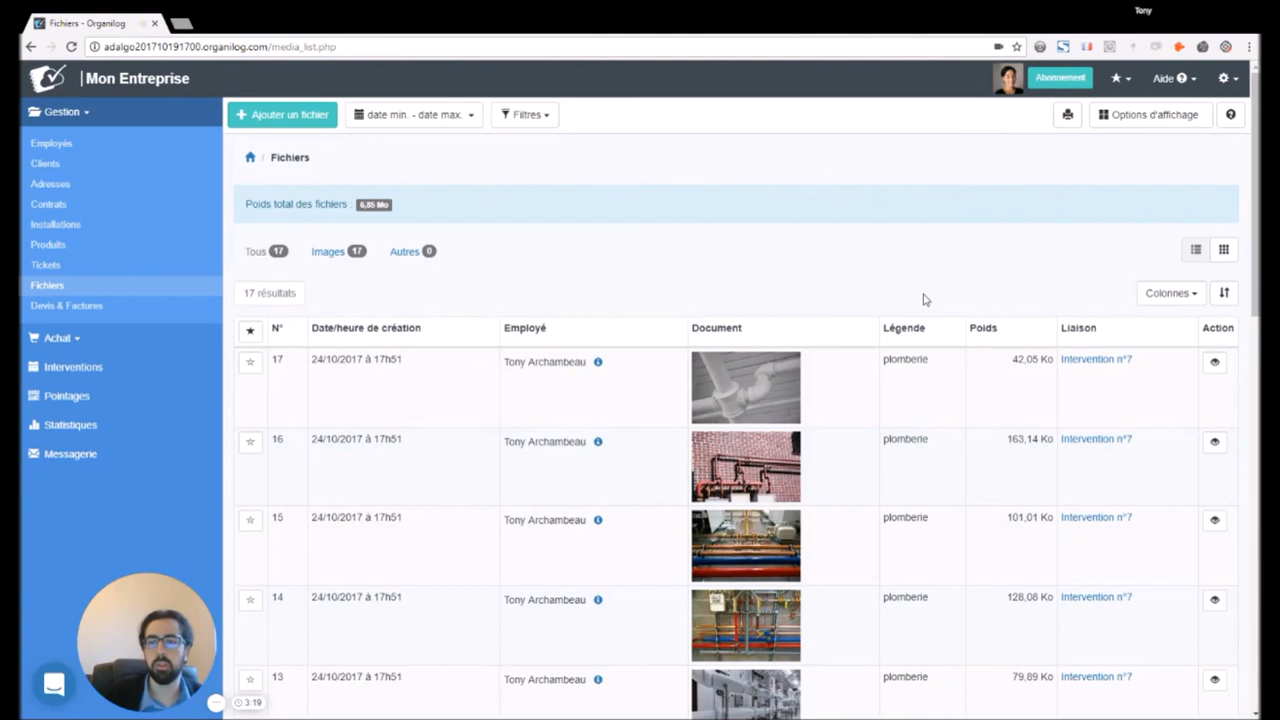 Tony
Fichiers - Organilog
adalgo201710191700.organilog.com/media_list.php
Mon Entreprise
Abonnement
Aide
Gestion
Ajouter un fichier
date min. - date max.
Filtres
Options d'affichage
Employés
Clients
Adresses
Contrats
Installations
Produits
Tickets
Fichiers
Devis & Factures
Achat
Interventions
Pointages
Statistiques
Messagerie
/ Fichiers
Poids total des fichiers : 6,85 Mo
Tous 17 Images 17 Autres 0
17 résultats
Colonnes
N° Date/heure de création Employé Document Légende Poids Liaison Action
17 24/10/2017 à 17h51 Tony Archambeau plomberie 42,05 Ko Intervention n°7
16 24/10/2017 à 17h51 Tony Archambeau plomberie 163,14 Ko Intervention n°7
15 24/10/2017 à 17h51 Tony Archambeau plomberie 101,01 Ko Intervention n°7
14 24/10/2017 à 17h51 Tony Archambeau plomberie 128,08 Ko Intervention n°7
13 24/10/2017 à 17h51 Tony Archambeau plomberie 79,89 Ko Intervention n°7
3:19